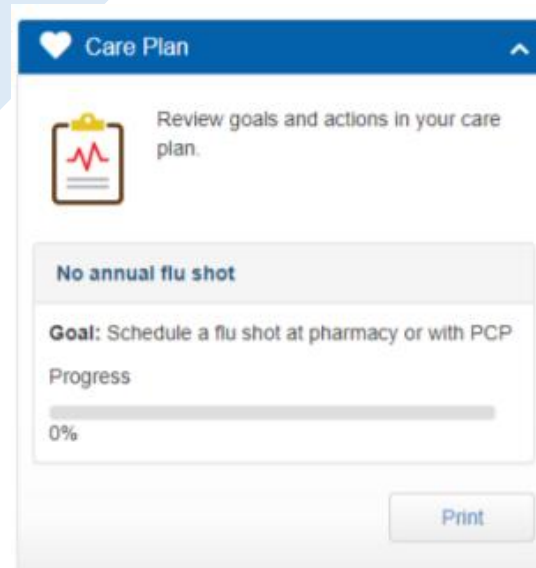 Care Plan
Review goals and actions in your care
plan.
No annual flu shot
Goal: Schedule a flu shot at pharmacy or with PCP
Progress
0%
Print